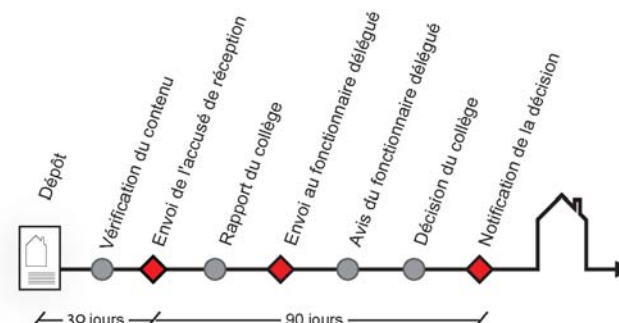 Dépôt
Vérification du contenu
Envoi de l'accusé de réception
Rapport du collège
Envoi au fonctionnaire délégué
Avis du fonctionnaire délégué
Décision du collège
Notification de la décision
30 jours
90 jours